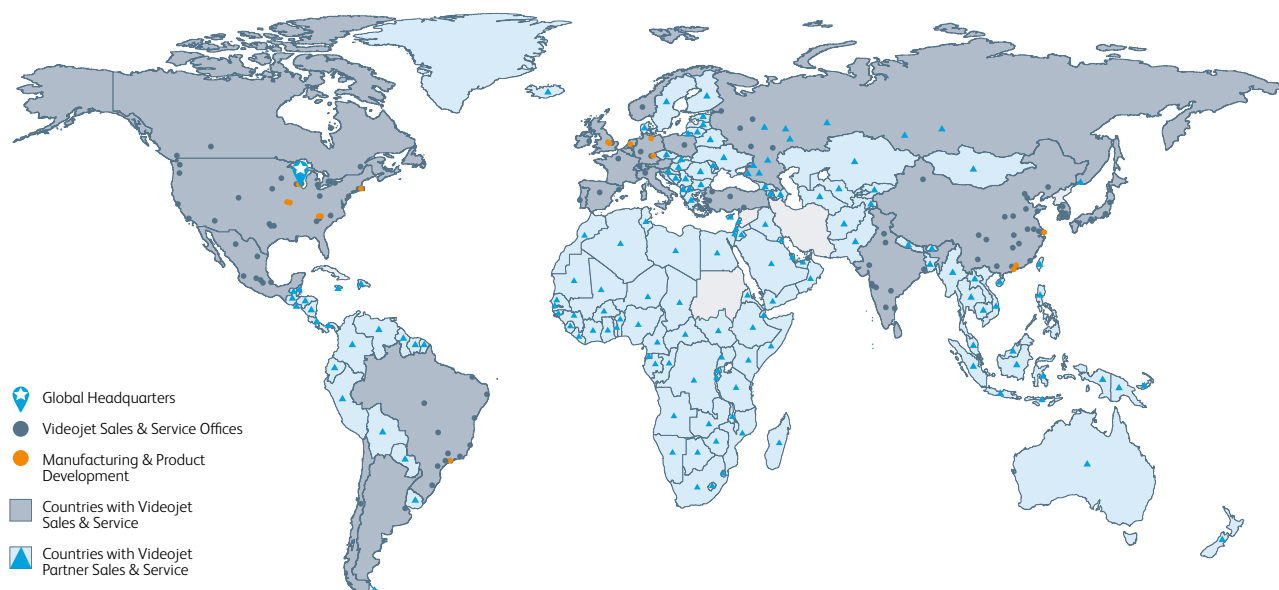 Global Headquarters
Videojet Sales & Service Offices
Manufacturing & Product
Development
Countries with Videojet
Sales & Service
Countries with Videojet
Partner Sales & Service